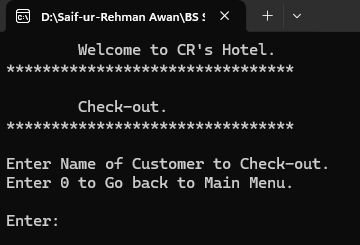 D:\Saif-ur-Rehman Awan\BS S
Welcome to CR's Hotel.
********************************
Check-out.
********************************
Enter Name of Customer to Check-out.
Enter 0 to Go back to Main Menu.
Enter: